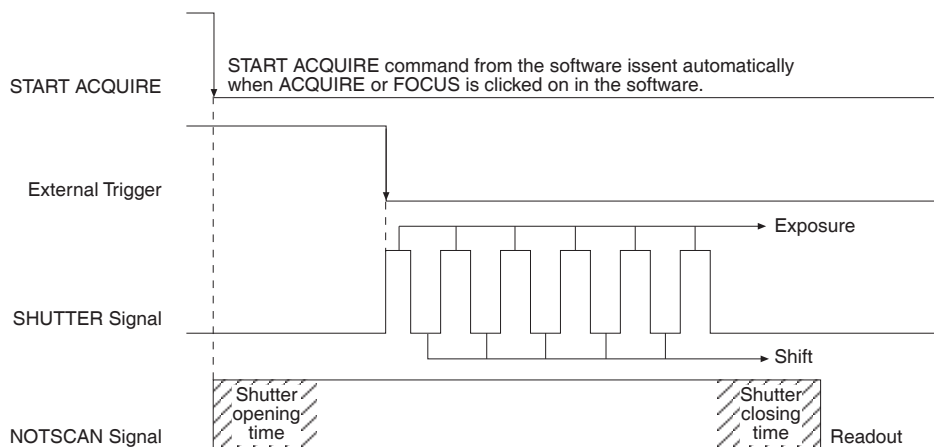 START ACQUIRE command from the software issent automatically
when ACQUIRE or FOCUS is clicked on in the software.
START ACQUIRE
External Trigger
Exposure
SHUTTER Signal
Shift
Shutter
opening
time
Shutter
closing
time
NOTSCAN Signal
Readout